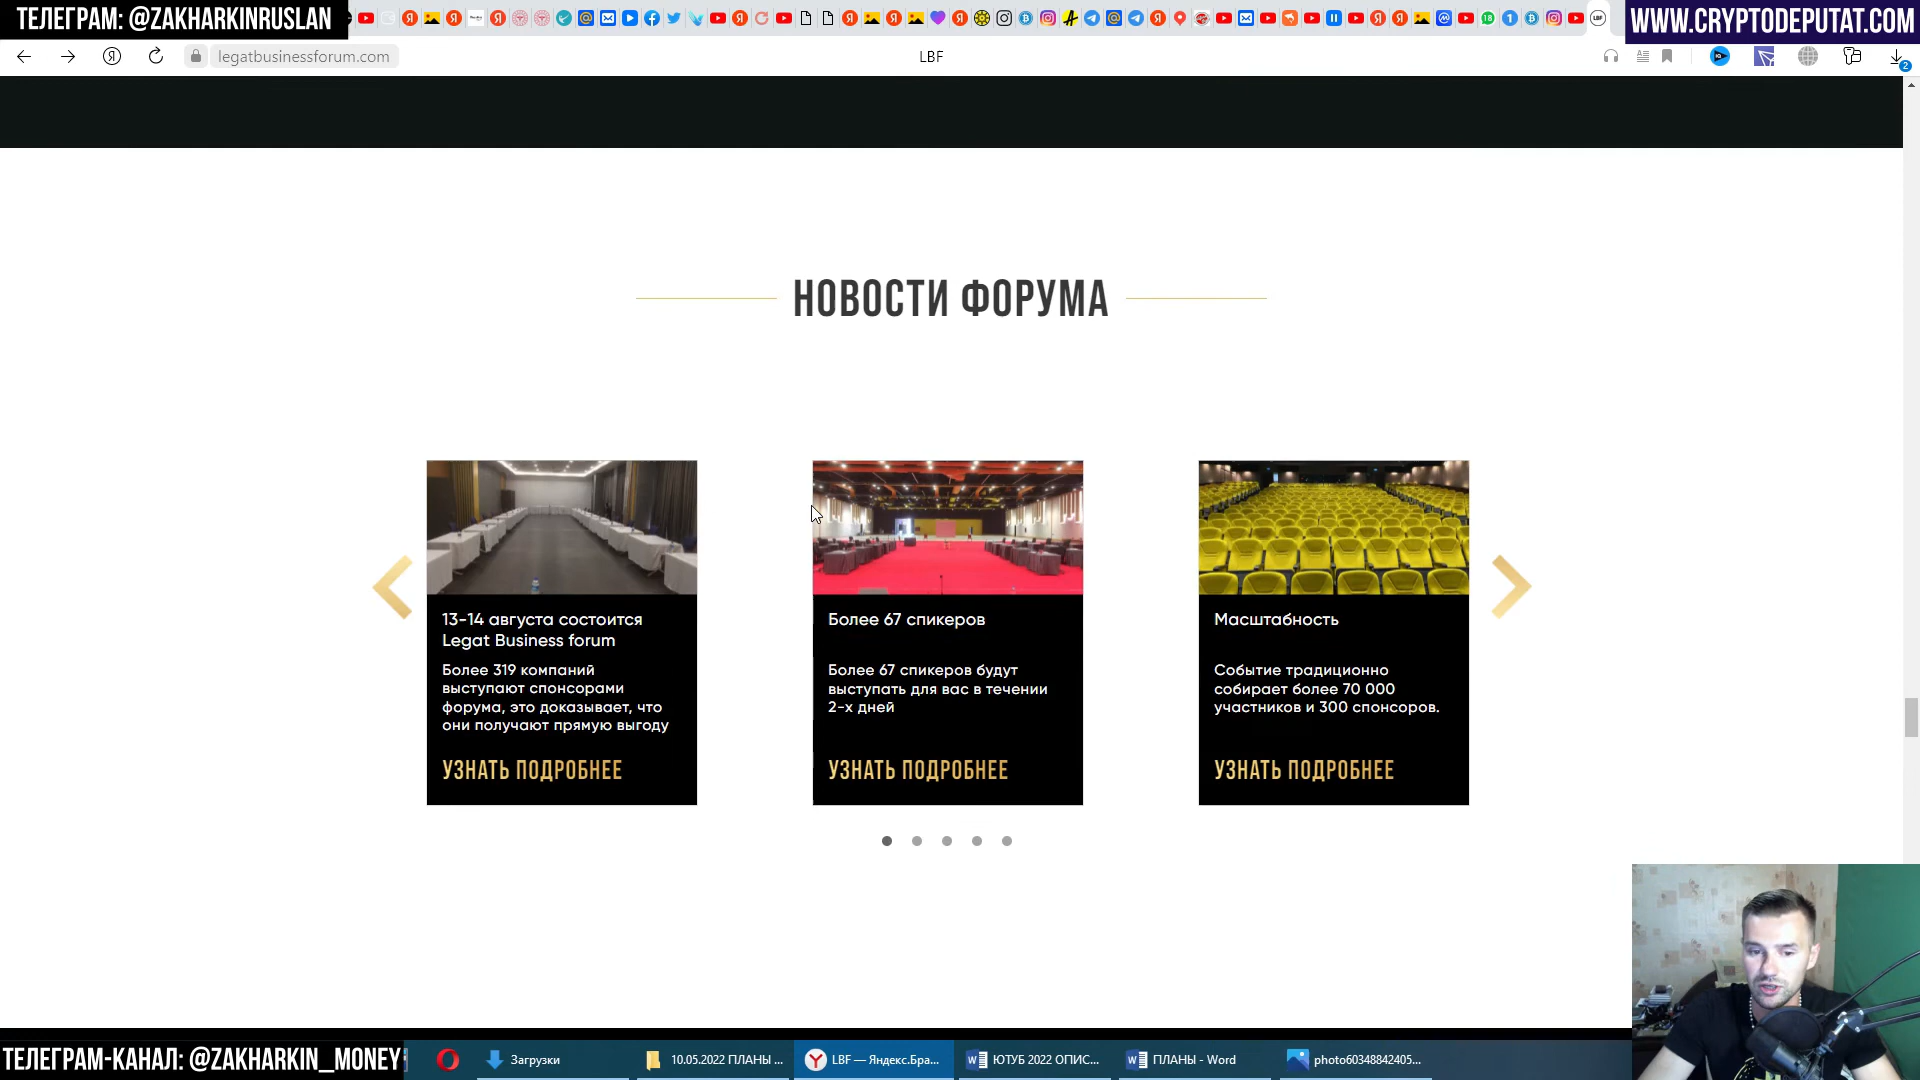 ТЕЛЕГРАМ: @ZAKHARKINRUSLAN
WWW.CRYPTODEPUTAT.COM
legatbusinessforum.com
LBF
2
НОВОСТИ ФОРУМА
13-14 августа состоится
Legat Business forum
Более 319 компаний
выступают спонсорами
форума, это доказывает, что
они получают прямую выгоду
УЗНАТЬ ПОДРОБНЕЕ
Более 67 спикеров
Более 67 спикеров будут
выступать для вас в течении
2-х дней
УЗНАТЬ ПОДРОБНЕЕ
Масштабность
Событие традиционно
собирает более 70 000
участников и 300 спонсоров.
УЗНАТЬ ПОДРОБНЕЕ
ТЕЛЕГРАМ-КАНАЛ: @ZAKHARKIN_MONEY
Загрузки
10.05.2022 ПЛАНЫ ...
LBF — Яндекс.Бра...
ЮТУБ 2022 ОПИС...
ПЛАНЫ - Word
photo60348842405...